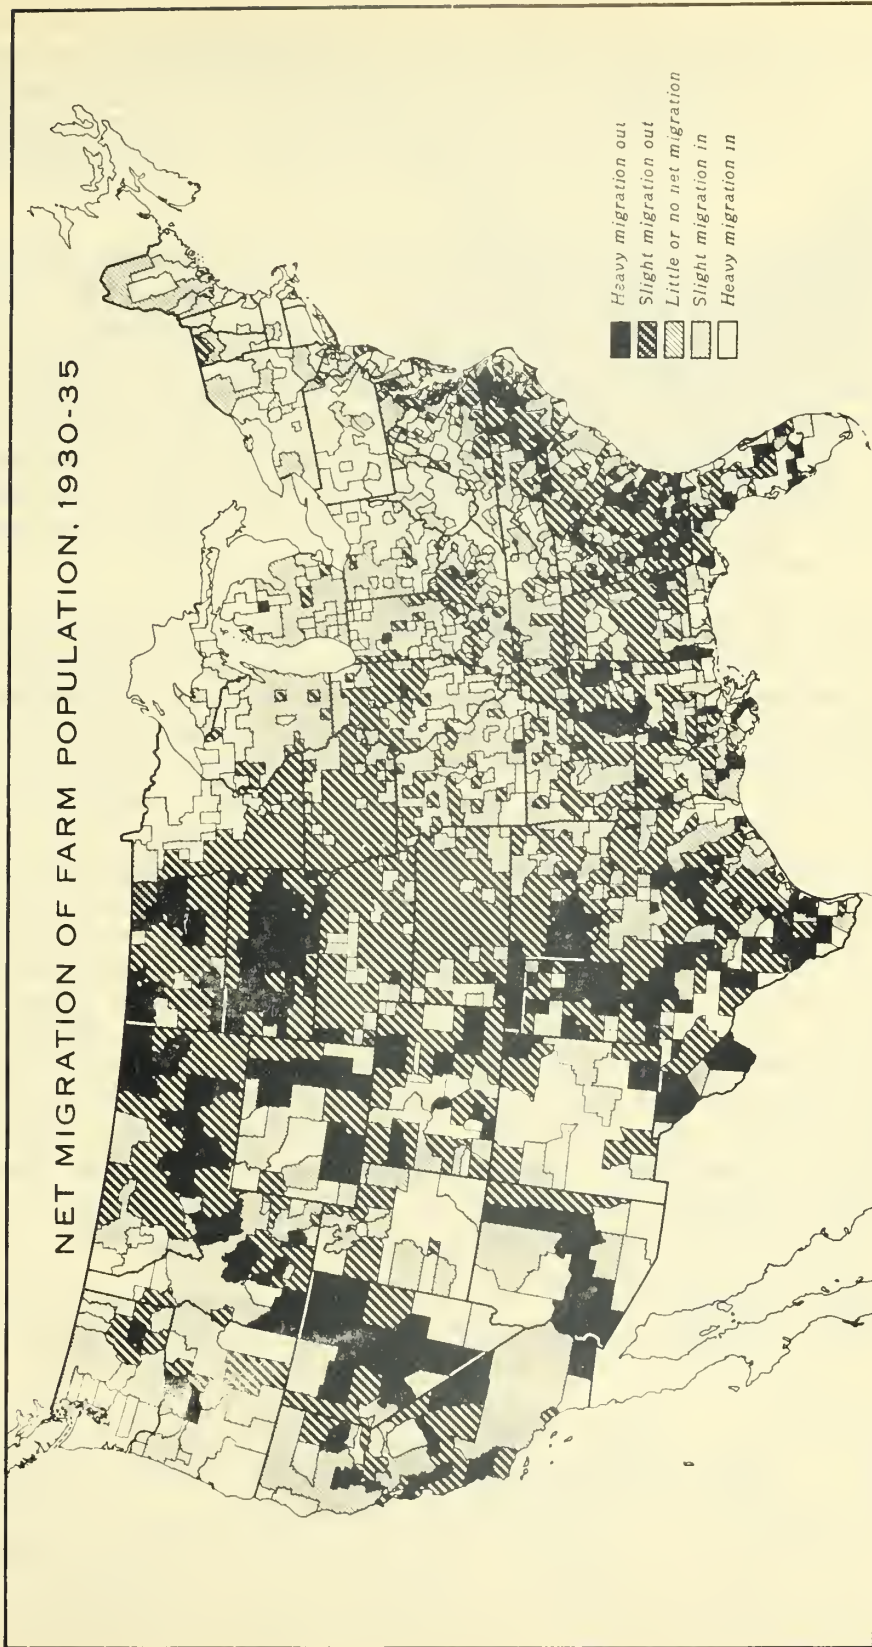 NET MIGRATION OF FARM POPULATION, 1930-35
Heavy migration out
Slight migration out
Little or no net migration
Slight migration in
Heavy migration in